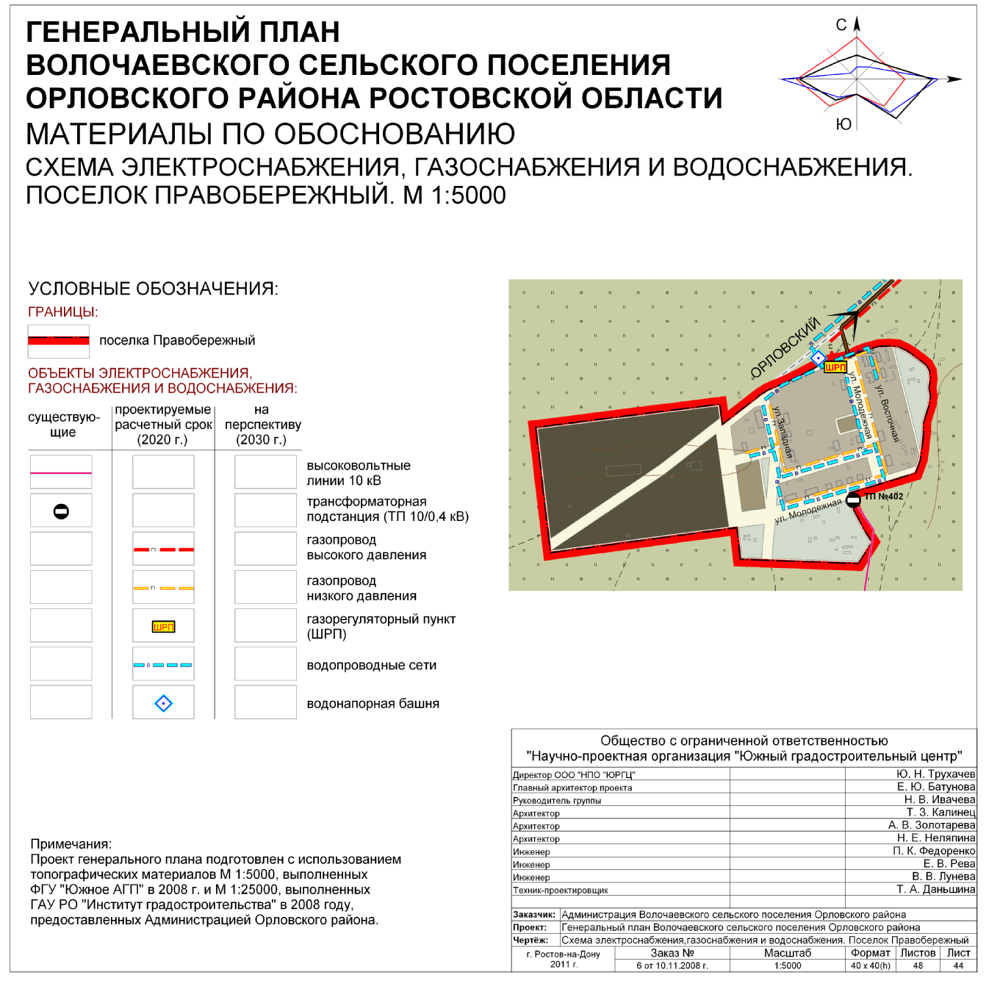 ГЕНЕРАЛЬНЫЙ ПЛАН
ВОЛОЧАЕВСКОГО СЕЛЬСКОГО ПОСЕЛЕНИЯ
ОРЛОВСКОГО РАЙОНА РОСТОВСКОЙ ОБЛАСТИ
МАТЕРИАЛЫ ПО ОБОСНОВАНИЮ
СХЕМА ЭЛЕКТРОСНАБЖЕНИЯ, ГАЗОСНАБЖЕНИЯ И ВОДОСНАБЖЕНИЯ.
ПОСЕЛОК ПРАВОБЕРЕЖНЫЙ. М 1:5000
С
Ю
УСЛОВНЫЕ ОБОЗНАЧЕНИЯ:
ГРАНИЦЫ:
поселка Правобережный
ОБЪЕКТЫ ЭЛЕКТРОСНАБЖЕНИЯ,
ГАЗОСНАБЖЕНИЯ И ВОДОСНАБЖЕНИЯ:
существую-
щие
проектируемые
расчетный срок
(2020 г.)
на
перспективу
(2030 г.)
высоковольтные
линии 10 кВ
трансформаторная
подстанция (ТП 10/0,4 кВ)
Г3
газопровод
высокого давления
Г1
газопровод
низкого давления
ШРП
газорегуляторный пункт
(ШРП)
В
водопроводные сети
водонапорная башня
ОРЛОВСКИЙ
ШРП
ул. Западная
ул. Молодежная
ул. Восточная
ул. Молодежная
ТП №402
Общество с ограниченной ответственностью
"Научно-проектная организация "Южный градостроительный центр"
Директор ООО "НПО "ЮРГЦ" Ю. Н. Трухачев
Главный архитектор проекта Е. Ю. Батунова
Руководитель группы Н. В. Ивачева
Архитектор Т. З. Калинец
Архитектор А. В. Золотарева
Архитектор Н. Е. Неляпина
Инженер П. К. Федоренко
Инженер Е. В. Рева
Инженер В. В. Лунева
Техник-проектировщик Т. А. Даньшина
Заказчик: Администрация Волочаевского сельского поселения Орловского района
Проект: Генеральный план Волочаевского сельского поселения Орловского района
Чертёж: Схема электроснабжения,газоснабжения и водоснабжения. Поселок Правобережный
г. Ростов-на-Дону
2011 г.
Заказ № Масштаб Формат Листов Лист
6 от 10.11.2008 г. 1:5000 40 х 40(h) 48 44
Примечания:
Проект генерального плана подготовлен с использованием
топографических материалов М 1:5000, выполненных
ФГУ "Южное АГП" в 2008 г. и М 1:25000, выполненных
ГАУ РО "Институт градостроительства" в 2008 году,
предоставленных Администрацией Орловского района.